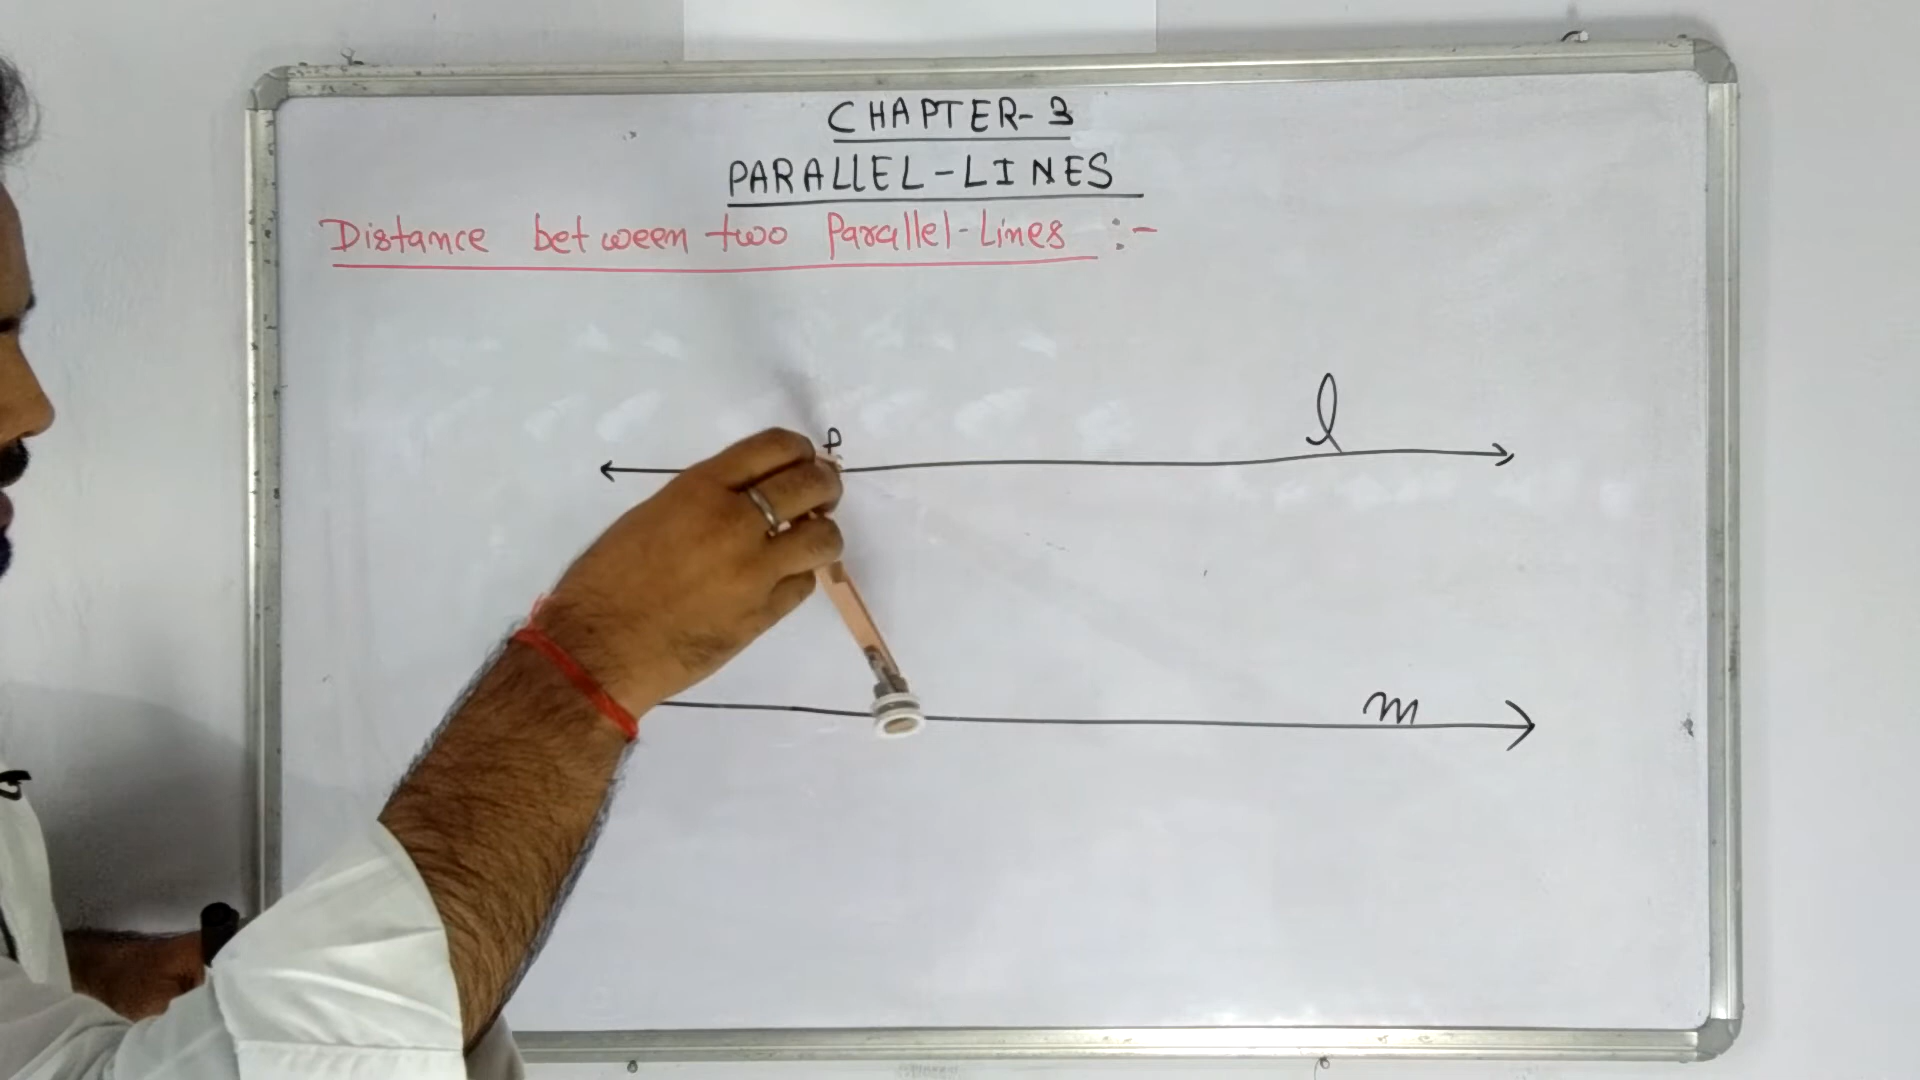 CHAPTER-3
PARALLEL-LINES
Distance between two Parallel-Lines :-
P
l
m